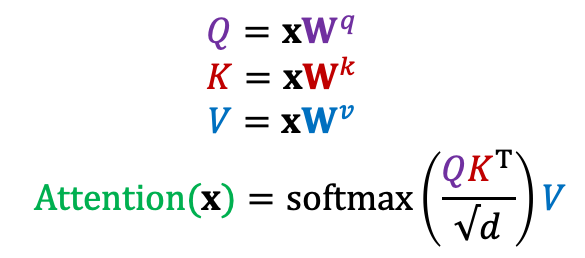 Q = xW^q
K = xW^k
V = xW^v
Attention(x) = softmax(QK^T / √d) V